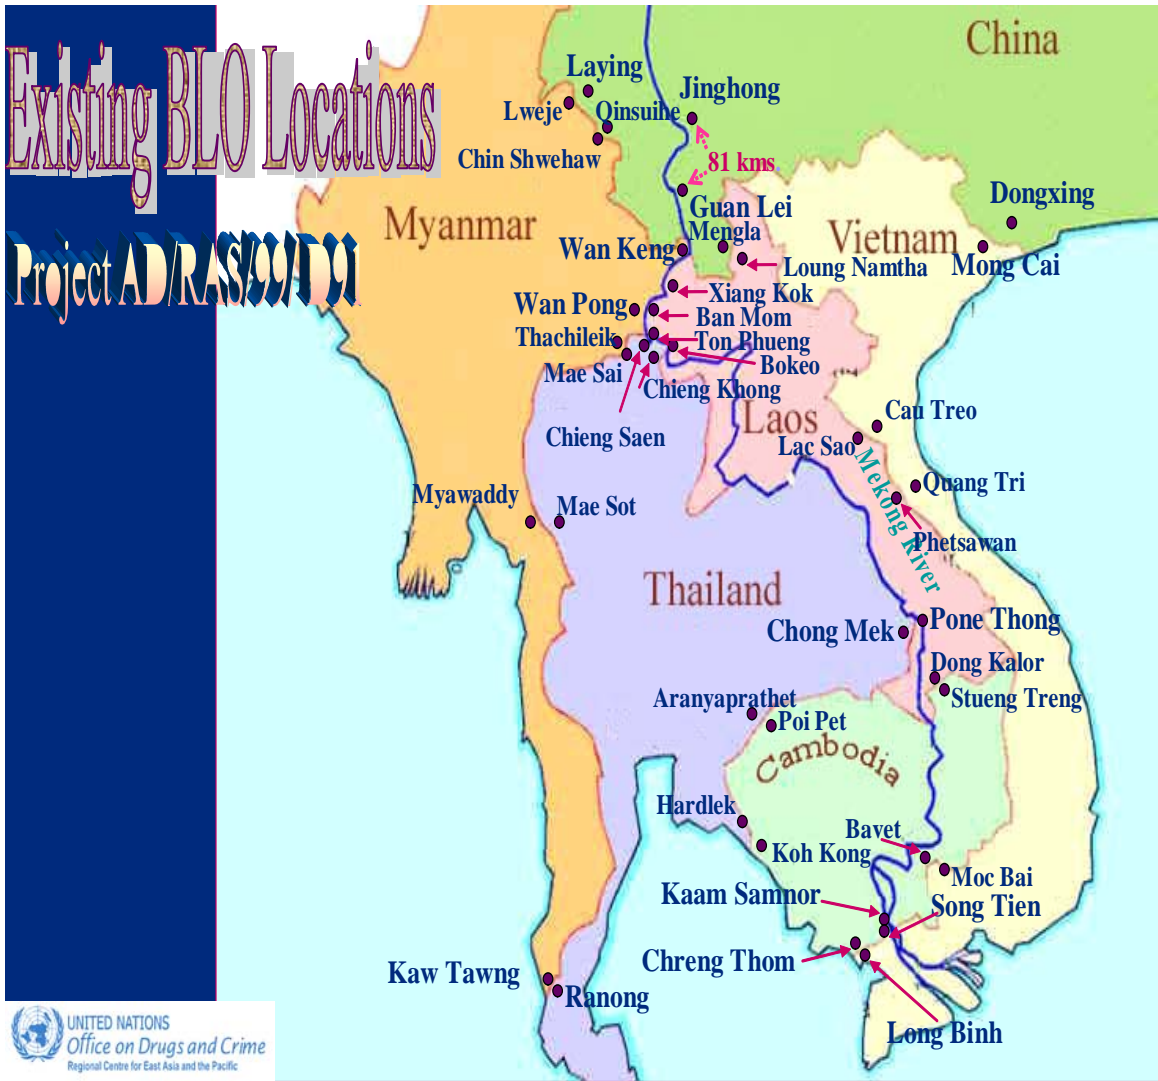 Existing BLO Locations
Project AD/RAS/99/D91
China
Laying
Jinghong
Lweje
Qinsuihe
Chin Shwehaw
81 kms.
Dongxing
Guan Lei
Myanmar
Mengla
Vietnam
Wan Keng
Mong Cai
Loung Namtha
Xiang Kok
Wan Pong
Ban Mom
Thachileik
Ton Phueng
Bokeo
Mae Sai
Chieng Khong
Laos
Cau Treo
Chieng Saen
Lac Sao
Mekong River
Quang Tri
Myawaddy
Mae Sot
Phetsawan
Thailand
Pone Thong
Chong Mek
Dong Kalor
Aranyaprathet
Stueng Treng
Poi Pet
Cambodia
Hardlek
Bavet
Koh Kong
Moc Bai
Kaam Samnor
Song Tien
Chreng Thom
Kaw Tawng
Ranong
Long Binh
UNITED NATIONS
Office on Drugs and Crime
Regional Centre for East Asia and the Pacific